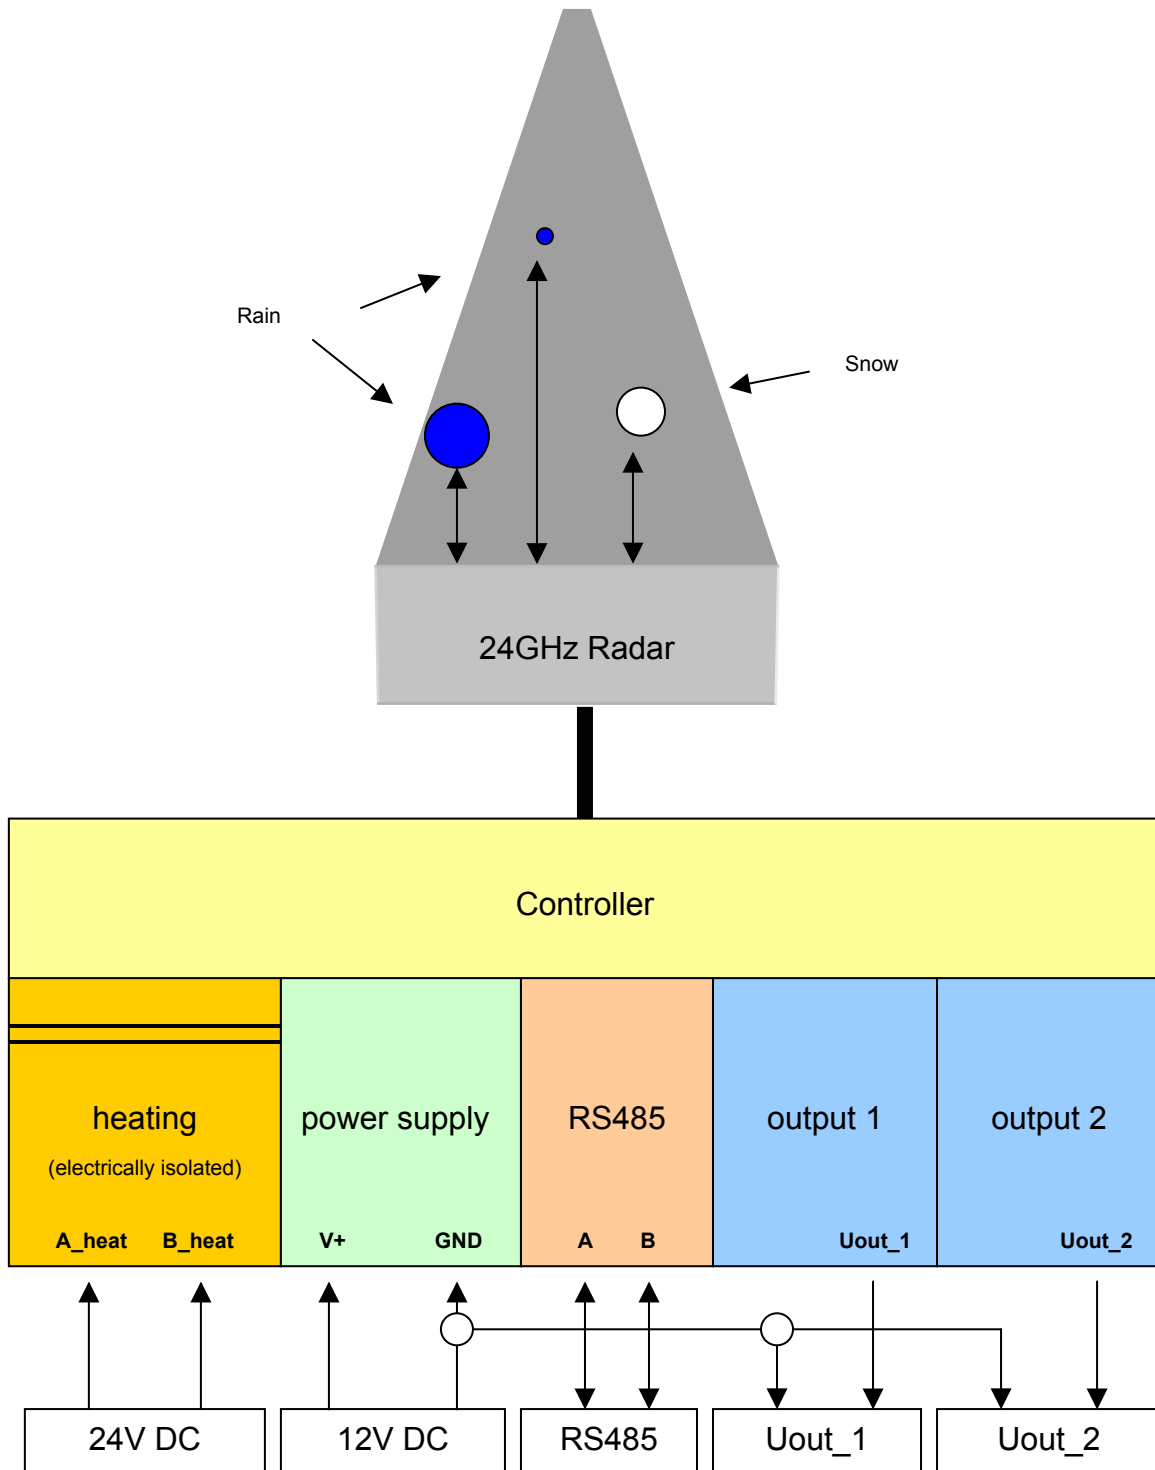 Rain
Snow
24GHz Radar
Controller
heating
(electrically isolated)
A_heat B_heat
power supply
V+ GND
RS485
A B
output 1
Uout_1
output 2
Uout_2
24V DC
12V DC
RS485
Uout_1
Uout_2